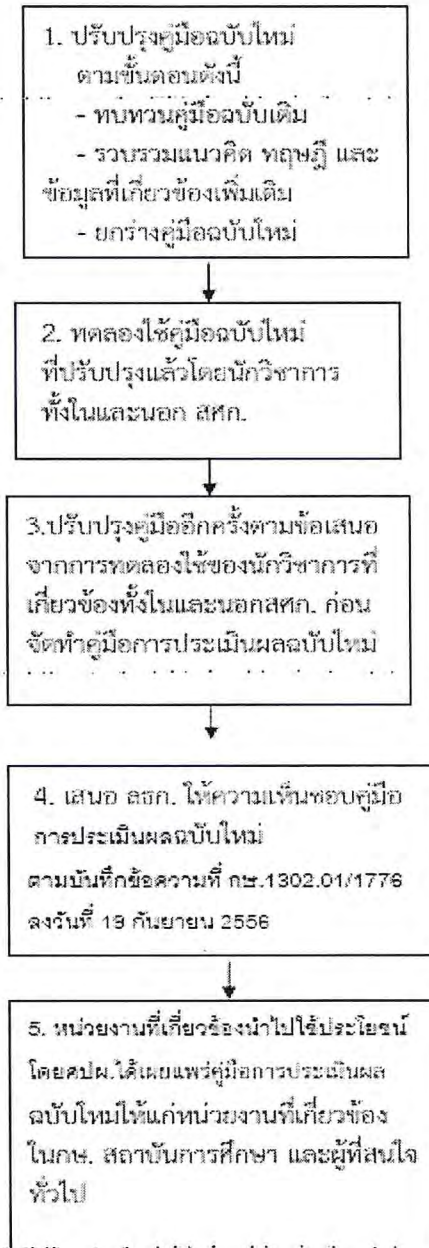 1. ปรับปรุงคู่มือฉบับใหม่
ตามขั้นตอนดังนี้
- ทบทวนคู่มือฉบับเดิม
- รวบรวมแนวคิด ทฤษฎี และ
ข้อมูลที่เกี่ยวข้องเพิ่มเติม
- ยกร่างคู่มือฉบับใหม่
2. ทดลองใช้คู่มือฉบับใหม่
ที่ปรับปรุงแล้วโดยนักวิชาการ
ทั้งในและนอก สศก.
3.ปรับปรุงคู่มืออีกครั้งตามข้อเสนอ
จากการทดลองใช้ของนักวิชาการที่
เกี่ยวข้องทั้งในและนอกสศก. ก่อน
จัดทำคู่มือการประเมินผลฉบับใหม่
4. เสนอ ลธก. ให้ความเห็นชอบคู่มือ
การประเมินผลฉบับใหม่
ตามบันทึกข้อความที่ กษ.1302.01/1776
ลงวันที่ 19 กันยายน 2556
5. หน่วยงานที่เกี่ยวข้องนำไปใช้ประโยชน์
โดยศปผ.ได้เผยแพร่คู่มือการประเมินผล
ฉบับใหม่ให้แก่หน่วยงานที่เกี่ยวข้อง
ในกษ. สถาบันการศึกษา และผู้ที่สนใจ
ทั่วไป